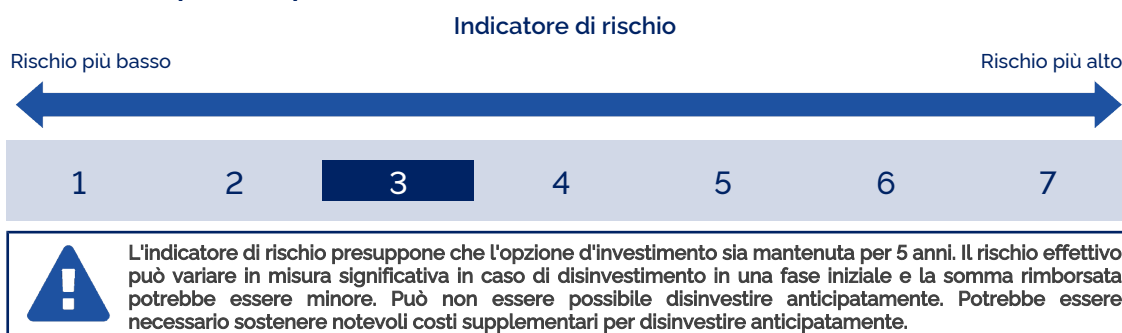 Indicatore di rischio
Rischio più basso Rischio più alto
1 2 3 4 5 6 7
L'indicatore di rischio presuppone che l'opzione d'investimento sia mantenuta per 5 anni. Il rischio effettivo
può variare in misura significativa in caso di disinvestimento in una fase iniziale e la somma rimborsata
potrebbe essere minore. Può non essere possibile disinvestire anticipatamente. Potrebbe essere
necessario sostenere notevoli costi supplementari per disinvestire anticipatamente.